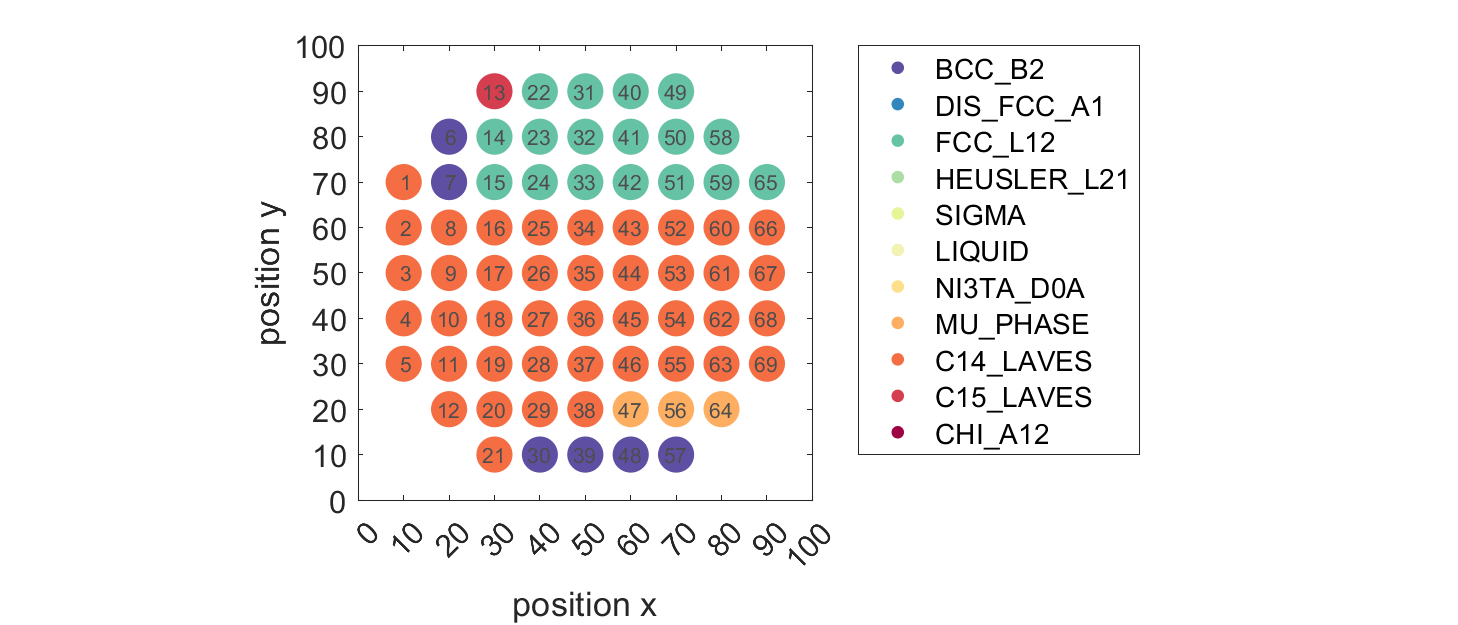 100
90
80
70
60
50
40
30
20
10
0
position y
13 22 31 40 49
6 14 23 32 41 50 58
1 7 15 24 33 42 51 59 65
2 8 16 25 34 43 52 60 66
3 9 17 26 35 44 53 61 67
4 10 18 27 36 45 54 62 68
5 11 19 28 37 46 55 63 69
12 20 29 38 47 56 64
21 30 39 48 57
0 10 20 30 40 50 60 70 80 90 100
position x
BCC_B2
DIS_FCC_A1
FCC_L12
HEUSLER_L21
SIGMA
LIQUID
NI3TA_D0A
MU_PHASE
C14_LAVES
C15_LAVES
CHI_A12